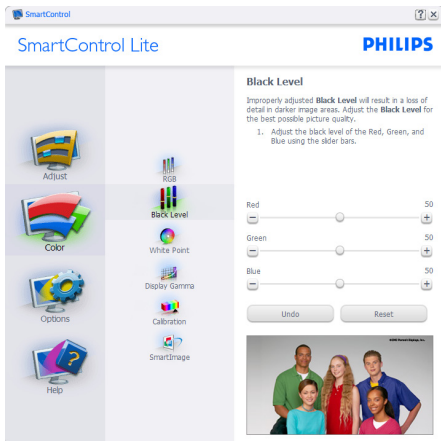 SmartControl
SmartControl Lite
PHILIPS
Adjust
Color
Options
Help
RGB
Black Level
White Point
Display Gamma
Calibration
SmartImage
Black Level
Improperly adjusted Black Level will result in a loss of
detail in darker image areas. Adjust the Black Level for
the best possible picture quality.
1. Adjust the black level of the Red, Green, and
Blue using the slider bars.
Red 50
Green 50
Blue 50
Undo Reset